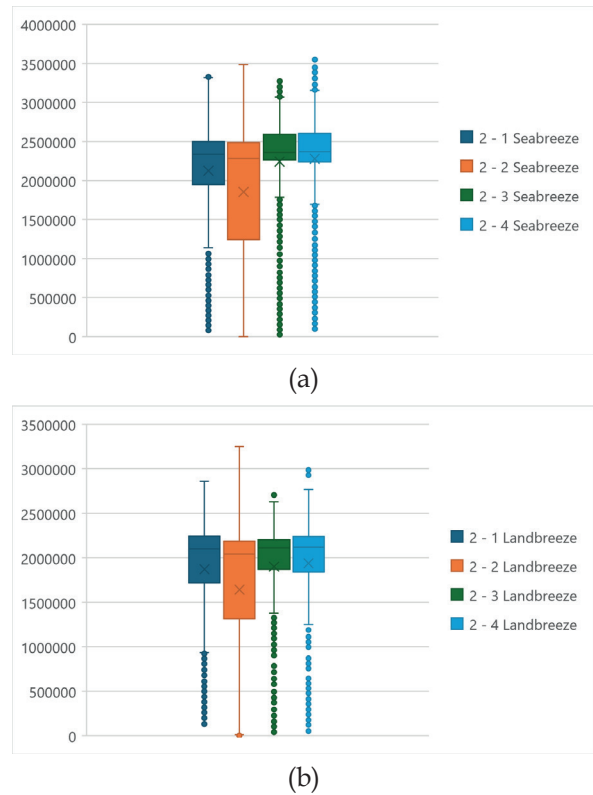 4000000
3500000
3000000
2500000
2000000
1500000
1000000
500000
0
2 - 1 Seabreeze
2 - 2 Seabreeze
2 - 3 Seabreeze
2 - 4 Seabreeze
(a)
3500000
3000000
2500000
2000000
1500000
1000000
500000
0
2 - 1 Landbreeze
2 - 2 Landbreeze
2 - 3 Landbreeze
2 - 4 Landbreeze
(b)